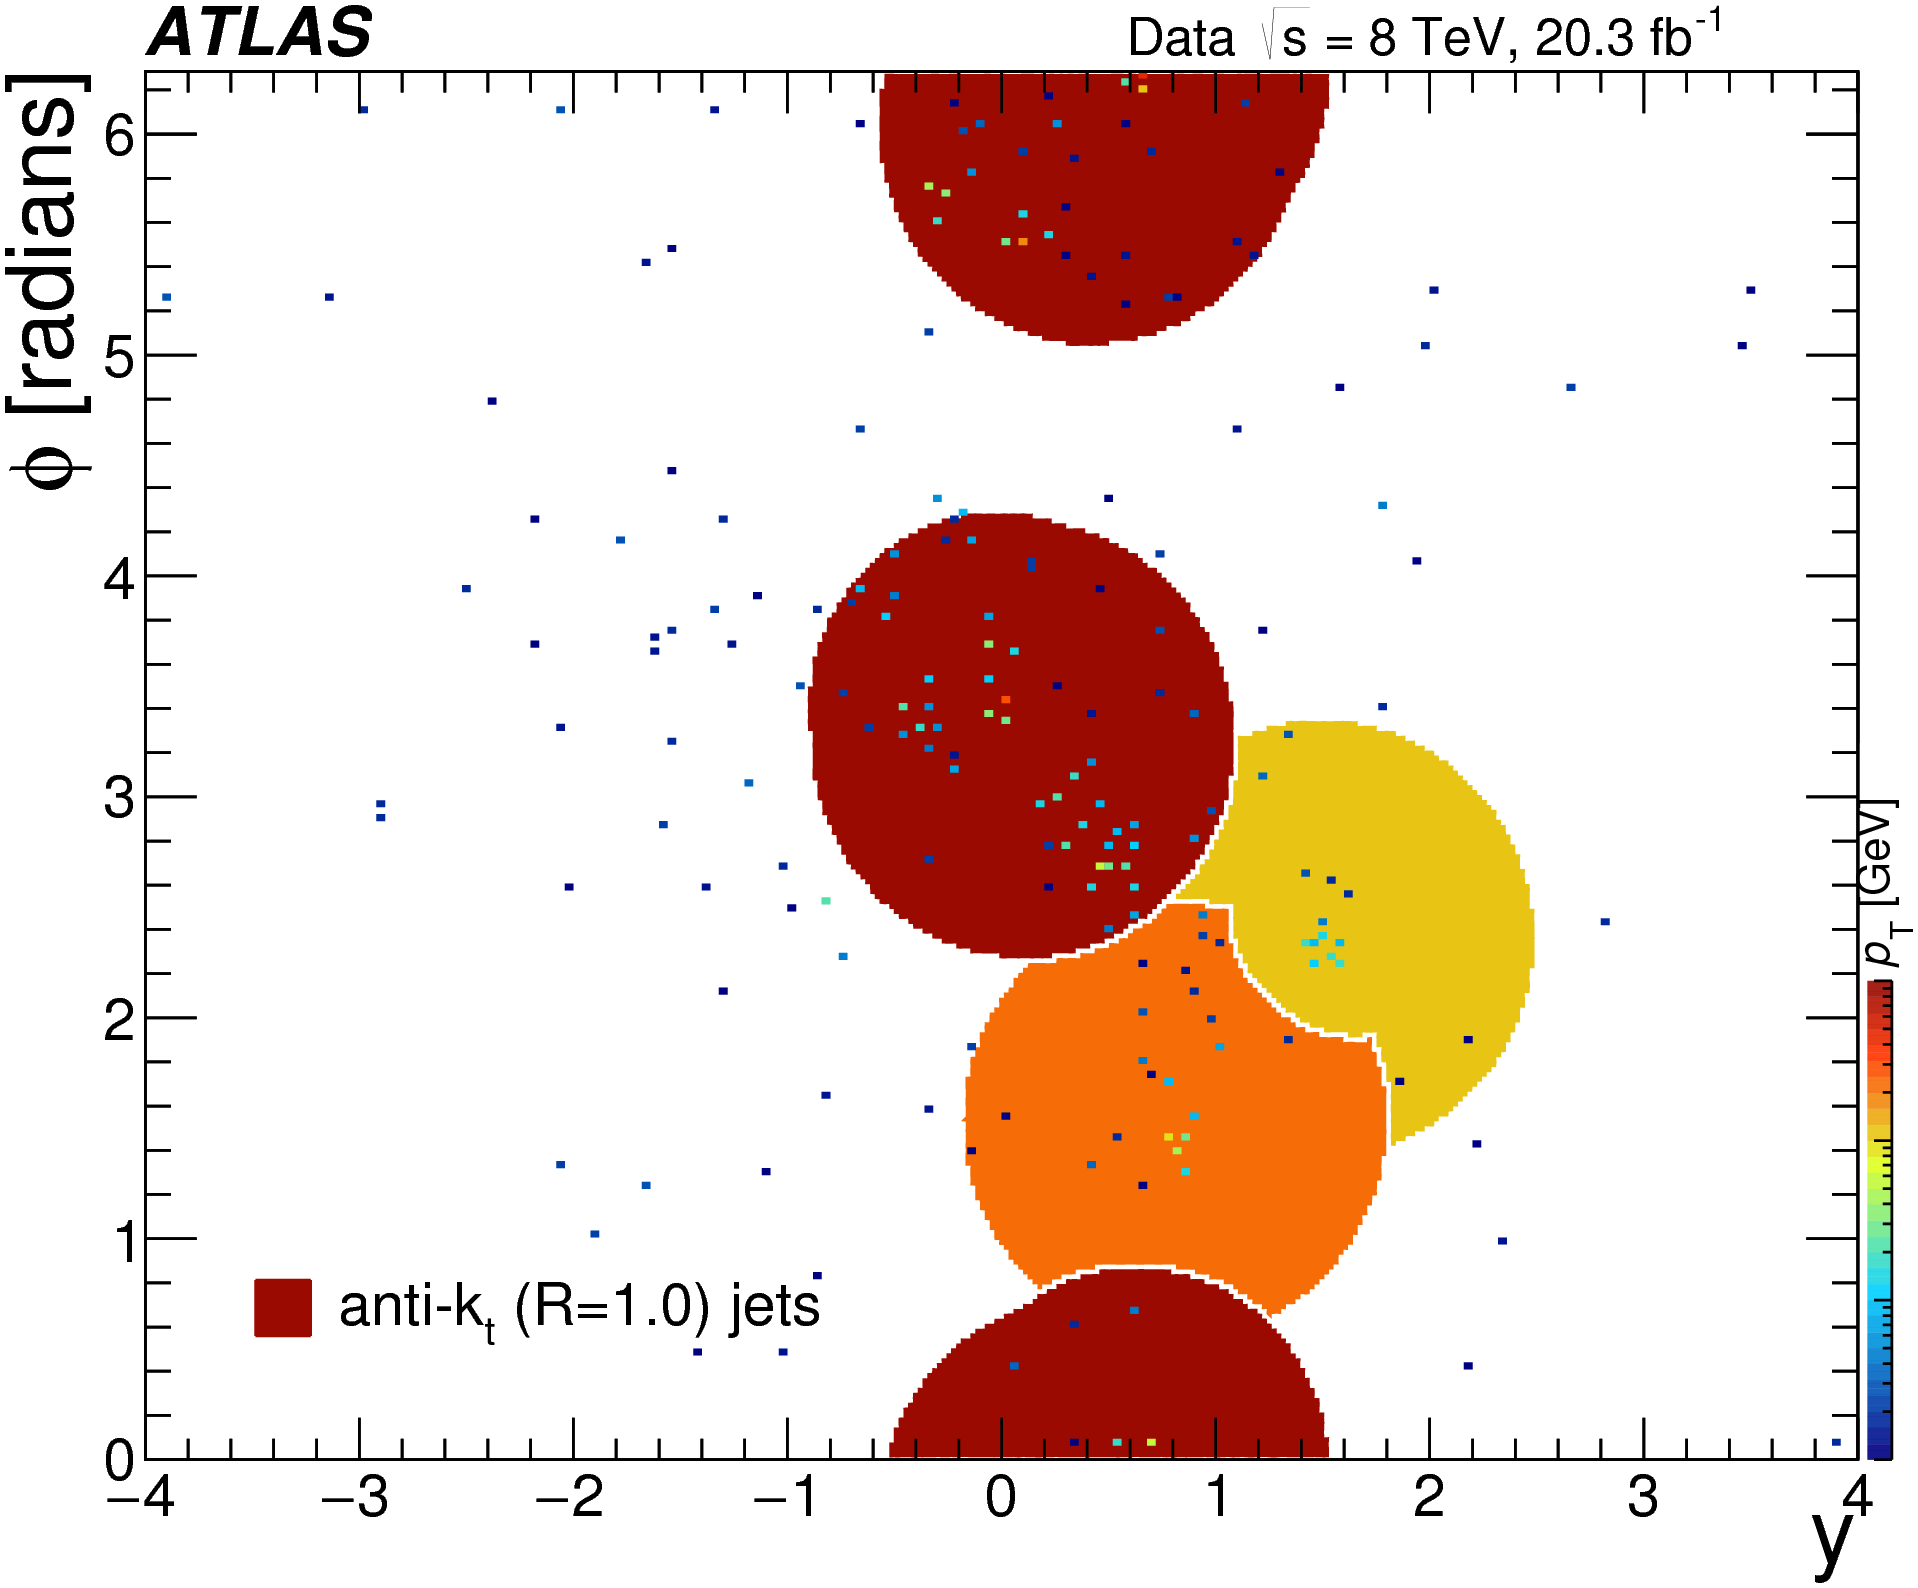 ATLAS
Data √s = 8 TeV, 20.3 fb-1
ϕ [radians]
6
5
4
3
2
1
0
anti-kt (R=1.0) jets
pT [GeV]
−4 −3 −2 −1 0 1 2 3 4
y